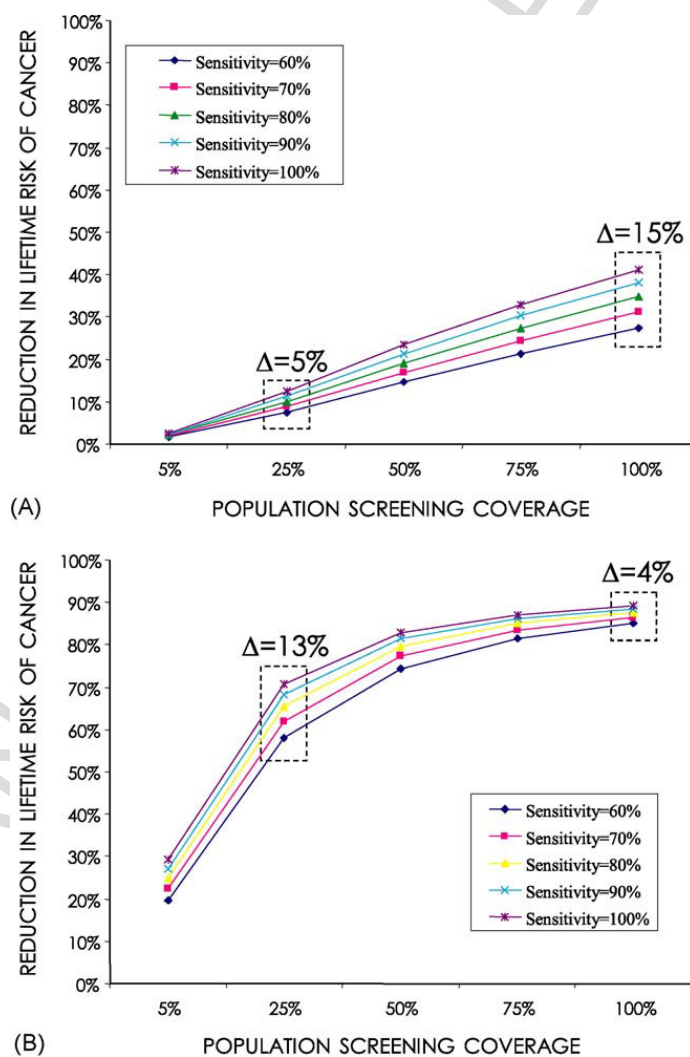 100%
90%
80%
70%
60%
50%
40%
30%
20%
10%
0%
REDUCTION IN LIFETIME RISK OF CANCER
Sensitivity=60%
Sensitivity=70%
Sensitivity=80%
Sensitivity=90%
Sensitivity=100%
Δ=5%
Δ=15%
5% 25% 50% 75% 100%
(A) POPULATION SCREENING COVERAGE
100%
90%
80%
70%
60%
50%
40%
30%
20%
10%
0%
REDUCTION IN LIFETIME RISK OF CANCER
Δ=13%
Δ=4%
Sensitivity=60%
Sensitivity=70%
Sensitivity=80%
Sensitivity=90%
Sensitivity=100%
5% 25% 50% 75% 100%
(B) POPULATION SCREENING COVERAGE